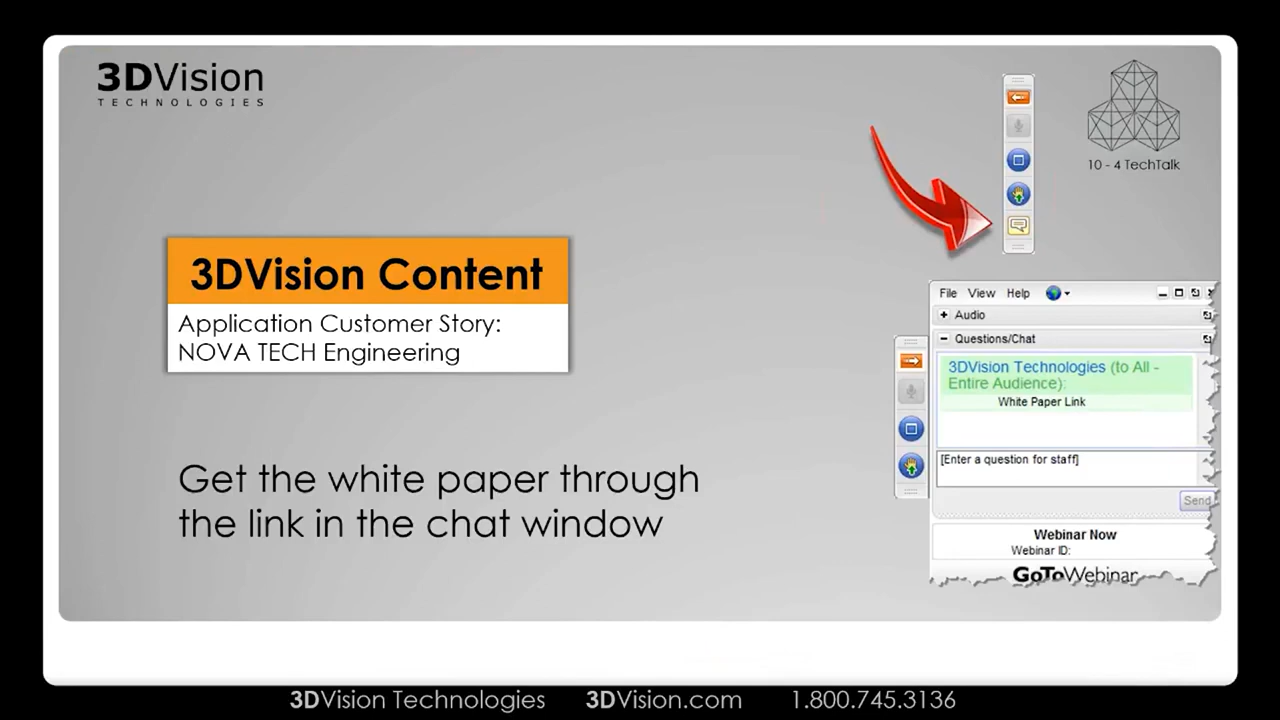 3DVision
TECHNOLOGIES
10 - 4 TechTalk
3DVision Content
Application Customer Story:
NOVA TECH Engineering
Get the white paper through
the link in the chat window
File View Help
Audio
Questions/Chat
3DVision Technologies (to All -
Entire Audience):
White Paper Link
[Enter a question for staff]
Send
Webinar Now
Webinar ID:
GoToWebinar
3DVision Technologies 3DVision.com 1.800.745.3136